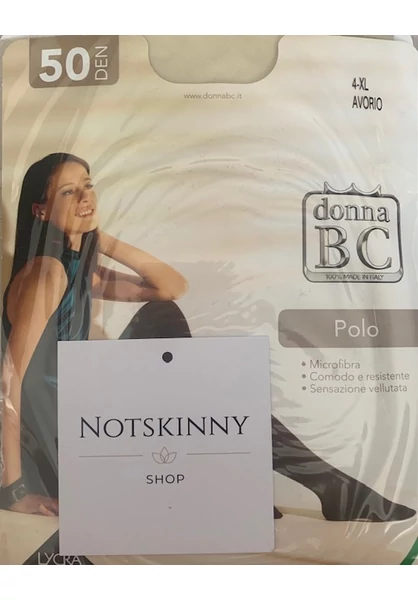 50
DEN
www.donnabc.it
4-XL
AVORIO
donna
BC
100% MADE IN ITALY
Polo
• Microfibra
• Comodo e resistente
• Sensazione vellutata
NOTSKINNY
SHOP
LYCRA